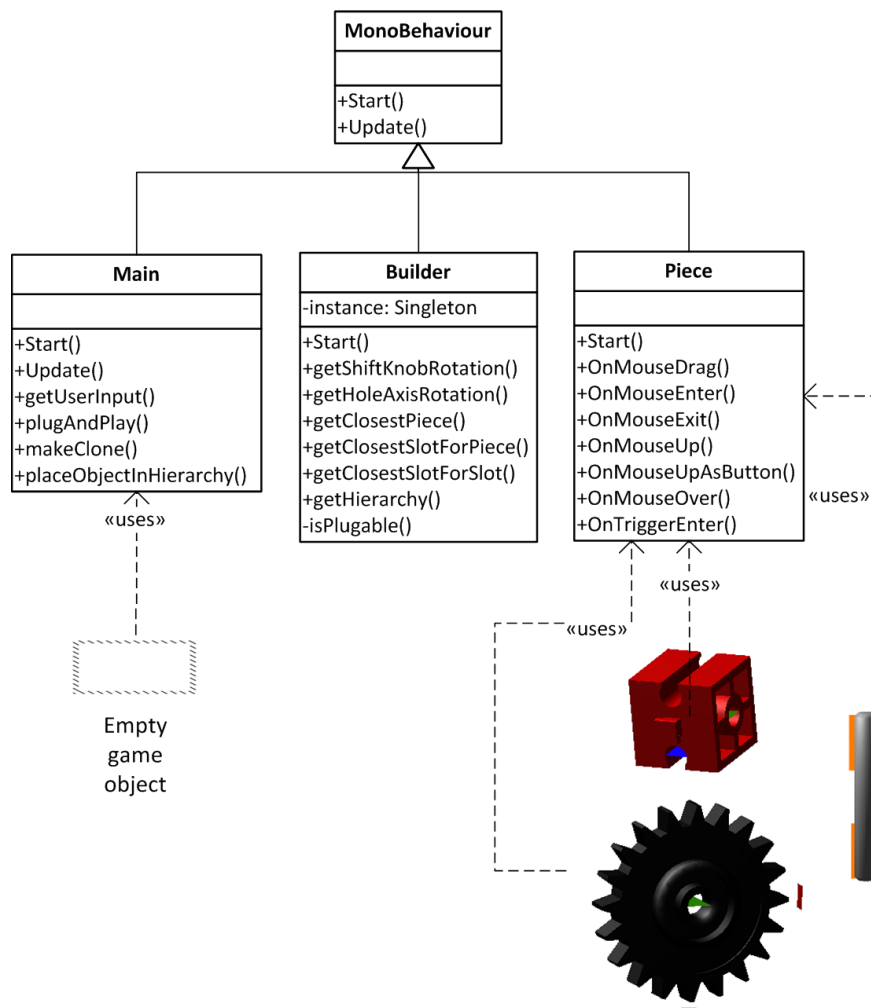 MonoBehaviour
+Start()
+Update()
Main
+Start()
+Update()
+getUserInput()
+plugAndPlay()
+makeClone()
+placeObjectInHierarchy()
Builder
-instance: Singleton
+Start()
+getShiftKnobRotation()
+getHoleAxisRotation()
+getClosestPiece()
+getClosestSlotForPiece()
+getClosestSlotForSlot()
+getHierarchy()
-isPlugable()
Piece
+Start()
+OnMouseDrag()
+OnMouseEnter()
+OnMouseExit()
+OnMouseUp()
+OnMouseUpAsButton()
+OnMouseOver()
+OnTriggerEnter()
«uses»
«uses»
«uses»
«uses»
Empty
game
object